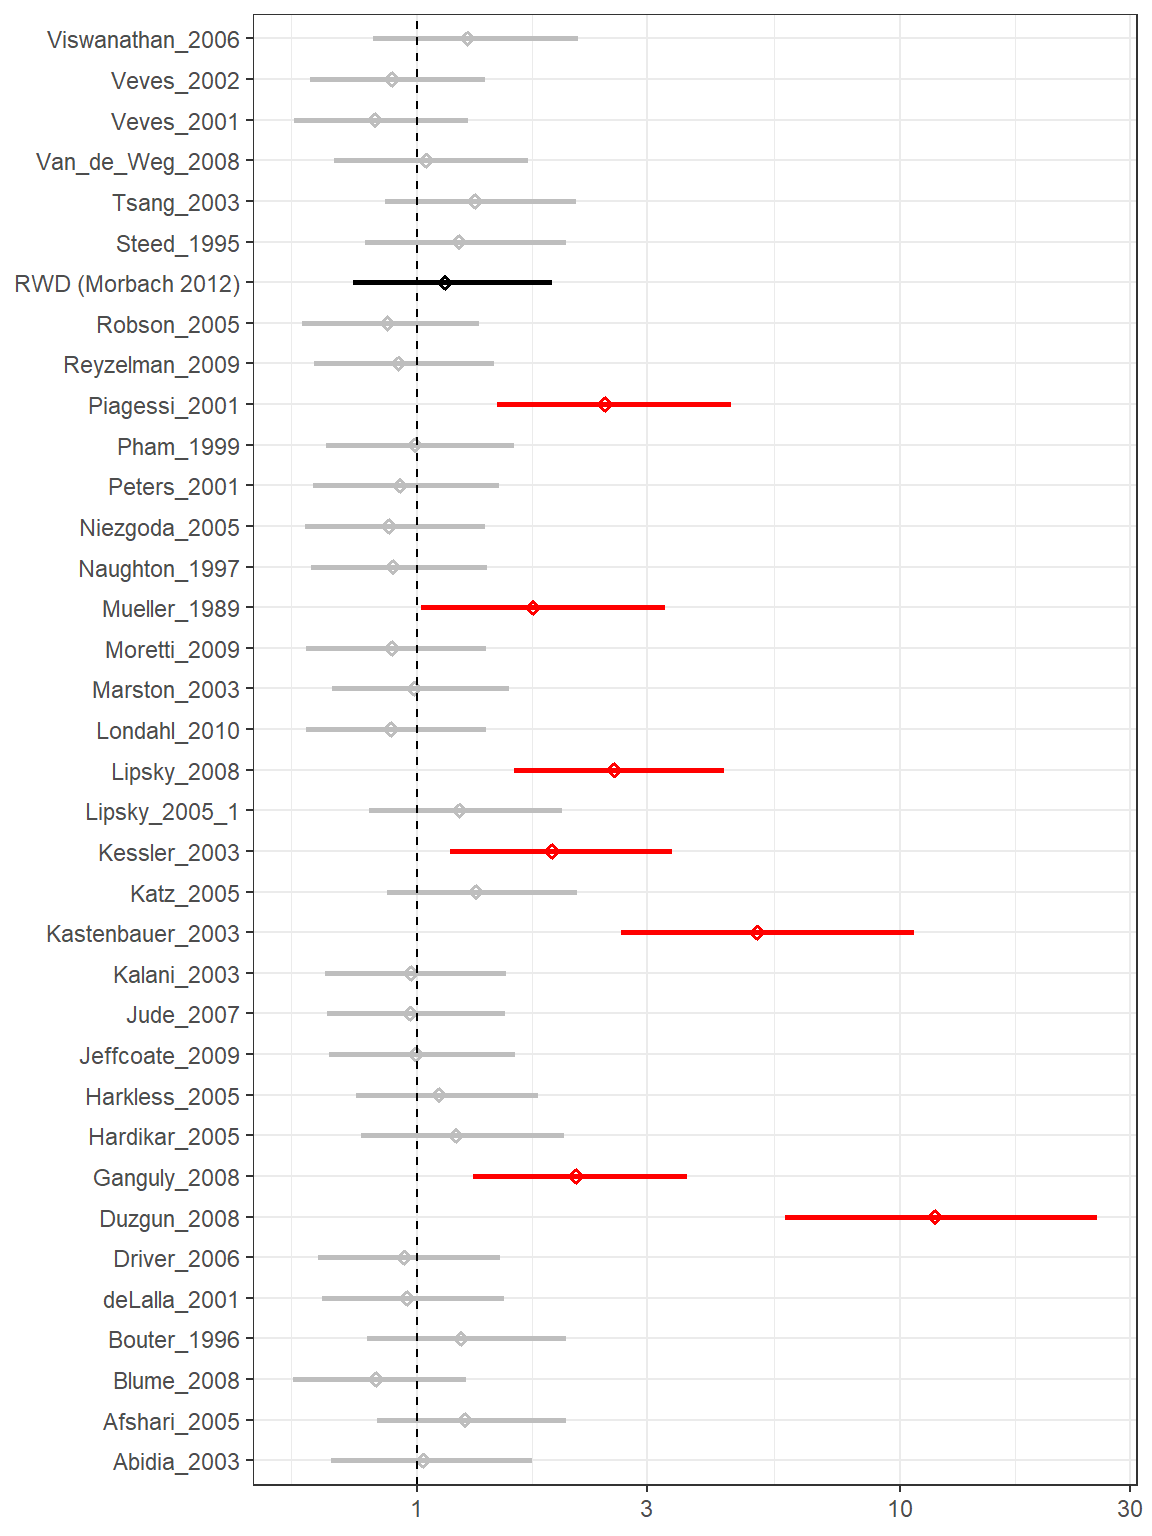 Viswanathan_2006
Veves_2002
Veves_2001
Van_de_Weg_2008
Tsang_2003
Steed_1995
RWD (Morbach 2012)
Robson_2005
Reyzelman_2009
Piagessi_2001
Pham_1999
Peters_2001
Niezgoda_2005
Naughton_1997
Mueller_1989
Moretti_2009
Marston_2003
Londahl_2010
Lipsky_2008
Lipsky_2005_1
Kessler_2003
Katz_2005
Kastenbauer_2003
Kalani_2003
Jude_2007
Jeffcoate_2009
Harkless_2005
Hardikar_2005
Ganguly_2008
Duzgun_2008
Driver_2006
deLalla_2001
Bouter_1996
Blume_2008
Afshari_2005
Abidia_2003
1 3 10 30